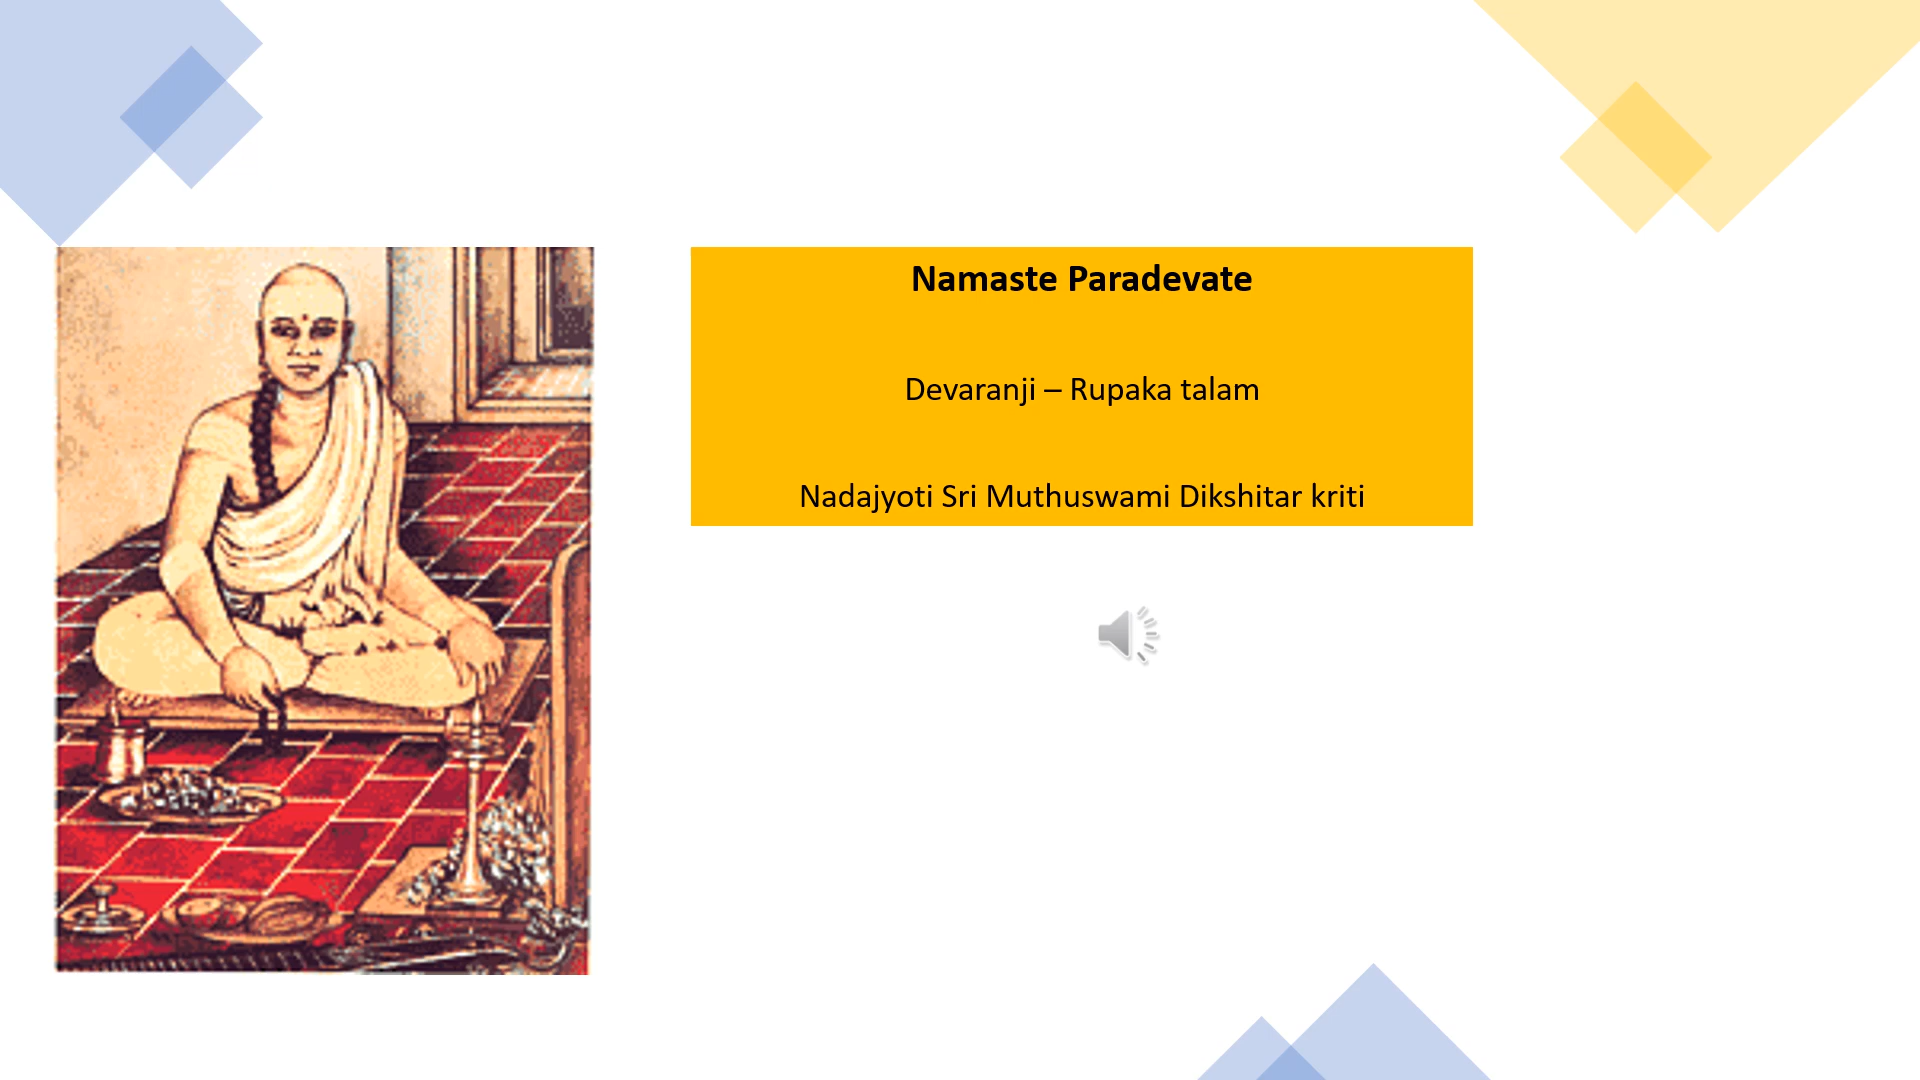 Namaste Paradevate
Devaranji – Rupaka talam
Nadajyoti Sri Muthuswami Dikshitar kriti